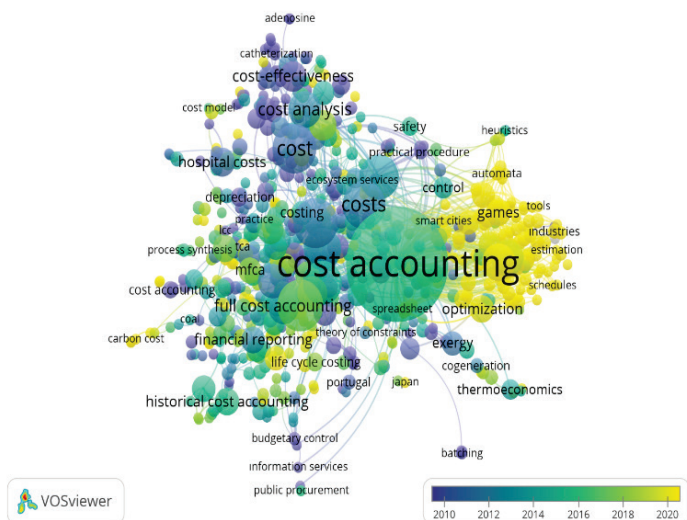 adenosine
catheterization
cost-effectiveness
cost model
cost analysis
safety
heuristics
cost
practical procedure
hospital costs
automata
ecosystem services
control
depreciation
costs
tools
practice
costing
smart cities
games
lcc
industries
process synthesis
tca
estimation
mfca
cost accounting
cost accounting
schedules
full cost accounting
spreadsheet
optimization
coal
carbon cost
financial reporting
theory of constraints
exergy
life cycle costing
cogeneration
portugal
japan
thermoeconomics
historical cost accounting
budgetary control
batching
information services
public procurement
VOSviewer
2010 2012 2014 2016 2018 2020